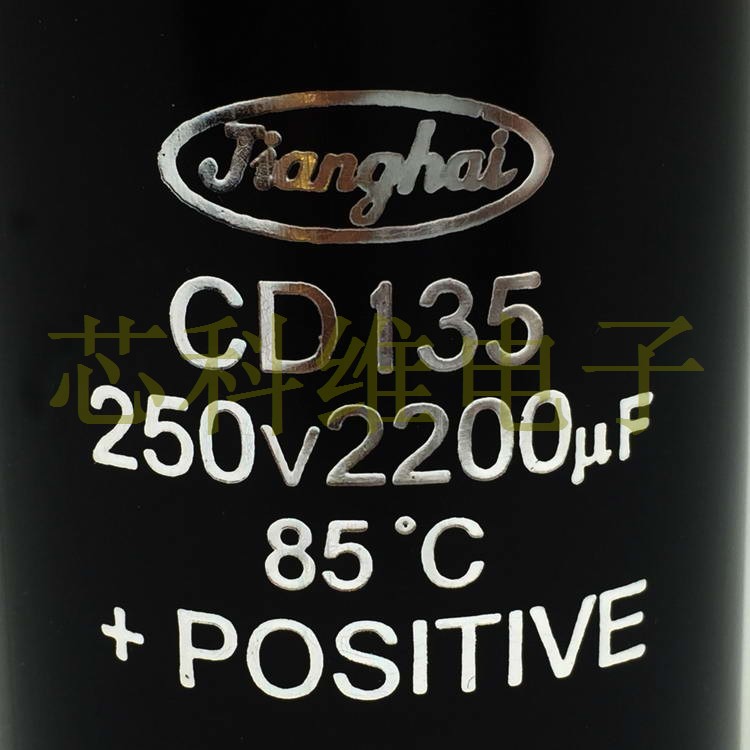 Jianghai
CD135
芯科维电子
250v2200µF
85°C
+ POSITIVE